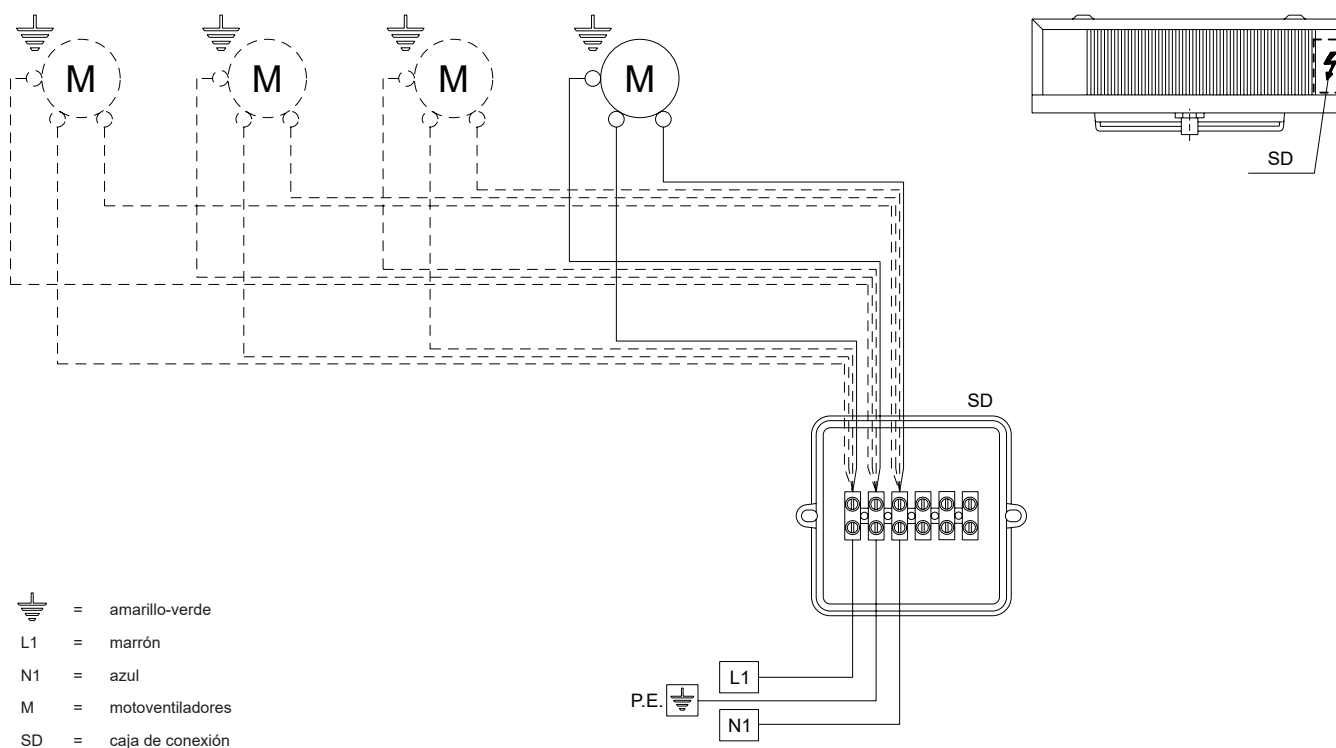 M M M M
SD
SD
= amarillo-verde
L1 = marrón
N1 = azul
M = motoventiladores
SD = caja de conexión
L1
P.E.
N1